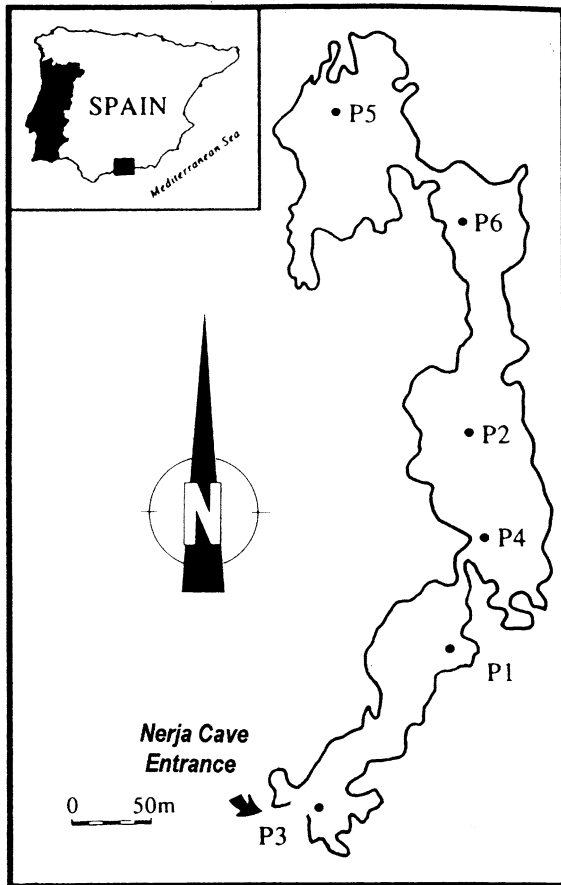 SPAIN
Mediterranean Sea
P5
P6
P2
P4
P1
N
Nerja Cave
Entrance
0 50m
P3